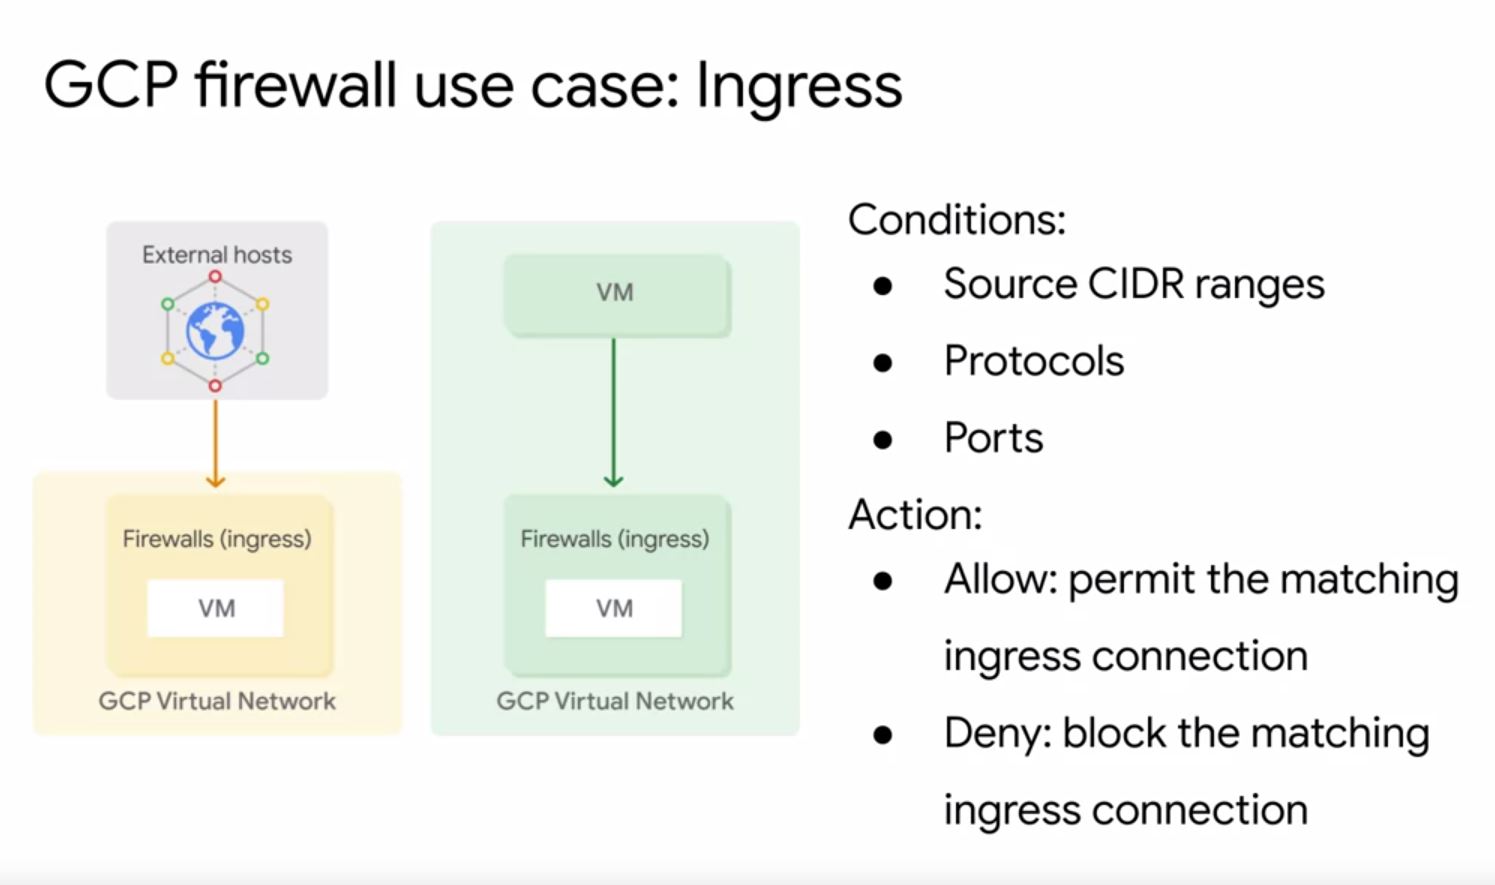 GCP firewall use case: Ingress
External hosts
Firewalls (ingress)
VM
GCP Virtual Network
VM
Firewalls (ingress)
VM
GCP Virtual Network
Conditions:
● Source CIDR ranges
● Protocols
● Ports
Action:
● Allow: permit the matching
ingress connection
● Deny: block the matching
ingress connection